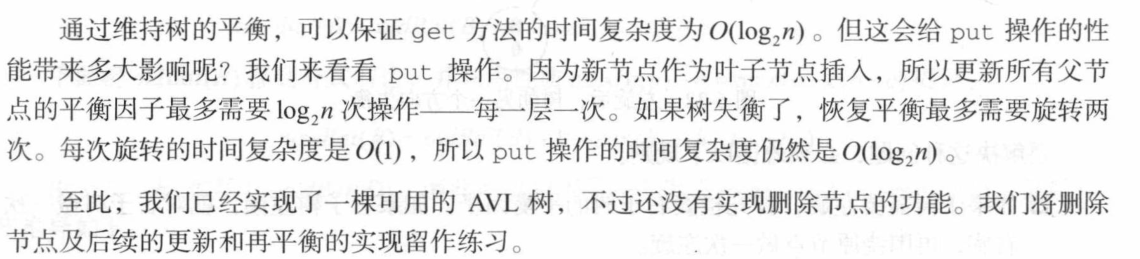 通过维持树的平衡，可以保证 get 方法的时间复杂度为 O(log₂n)。但这会给 put 操作的性
能带来多大影响呢？我们来看看 put 操作。因为新节点作为叶子节点插入，所以更新所有父节
点的平衡因子最多需要 log₂n 次操作——每一层一次。如果树失衡了，恢复平衡最多需要旋转两
次。每次旋转的时间复杂度是 O(1)，所以 put 操作的时间复杂度仍然是 O(log₂n)。
至此，我们已经实现了一棵可用的 AVL 树，不过还没有实现删除节点的功能。我们将删除
节点及后续的更新和再平衡的实现留作练习。